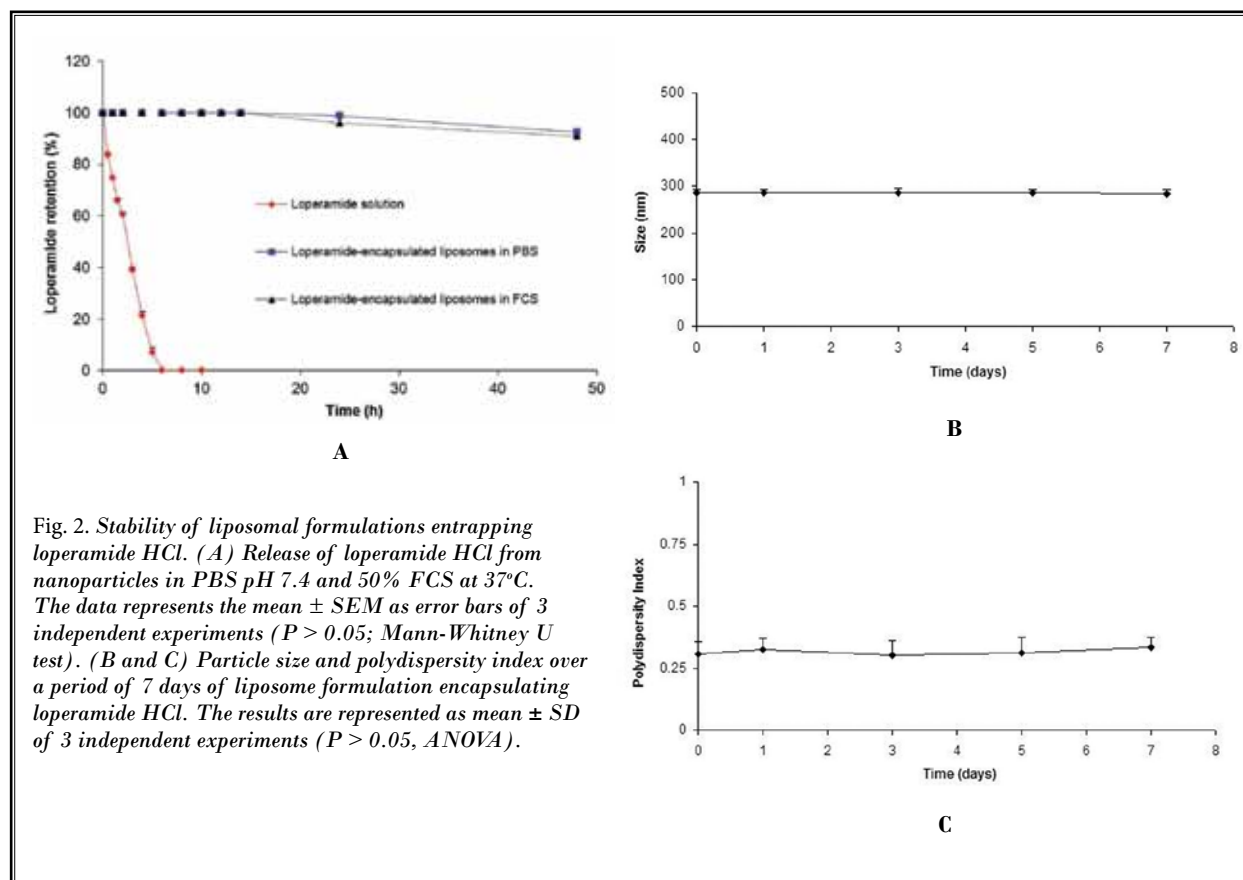 120
100
80
60
40
20
0
Loperamide retention (%)
Loperamide solution
Loperamide-encapsulated liposomes in PBS
Loperamide-encapsulated liposomes in FCS
0 10 20 30 40 50
Time (h)
A
500
400
300
200
100
0
Size (nm)
0 1 2 3 4 5 6 7 8
Time (days)
B
Fig. 2. Stability of liposomal formulations entrapping
loperamide HCl. (A) Release of loperamide HCl from
nanoparticles in PBS pH 7.4 and 50% FCS at 37ºC.
The data represents the mean ± SEM as error bars of 3
independent experiments (P > 0.05; Mann-Whitney U
test). (B and C) Particle size and polydispersity index over
a period of 7 days of liposome formulation encapsulating
loperamide HCl. The results are represented as mean ± SD
of 3 independent experiments (P > 0.05, ANOVA).
1
0.75
0.5
0.25
0
Polydispersity Index
0 1 2 3 4 5 6 7 8
Time (days)
C